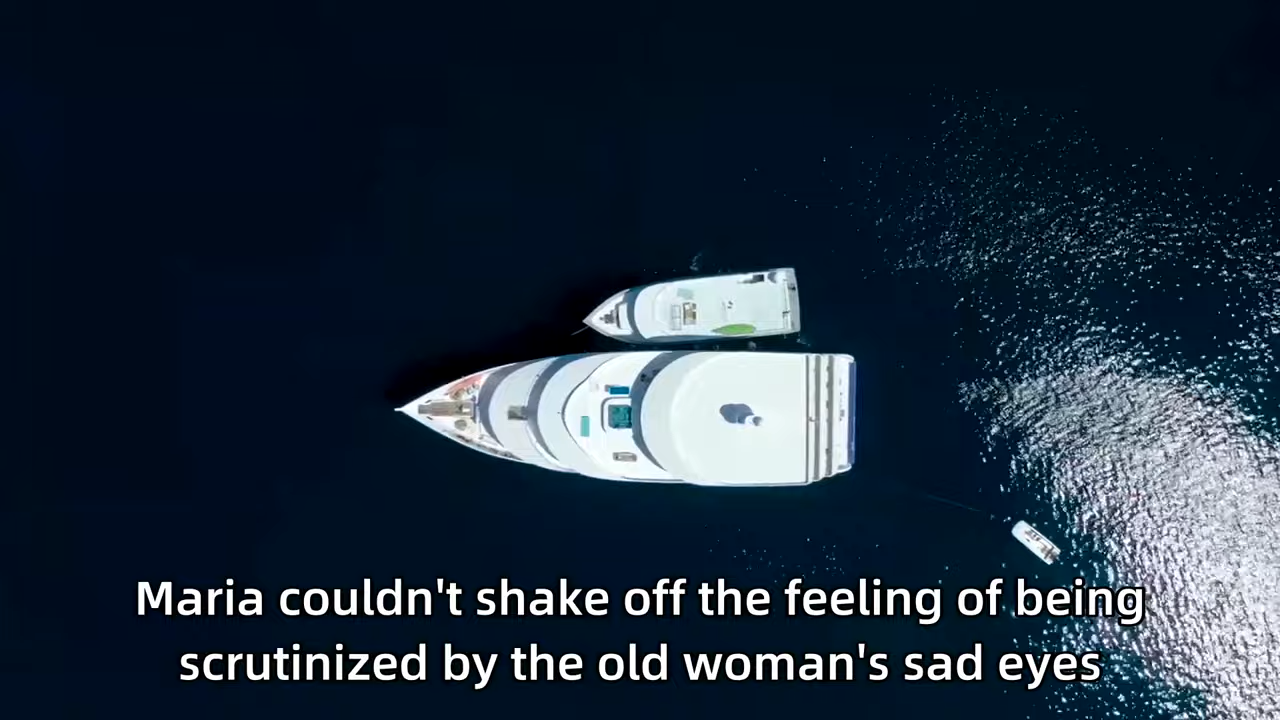 Maria couldn't shake off the feeling of being
scrutinized by the old woman's sad eyes